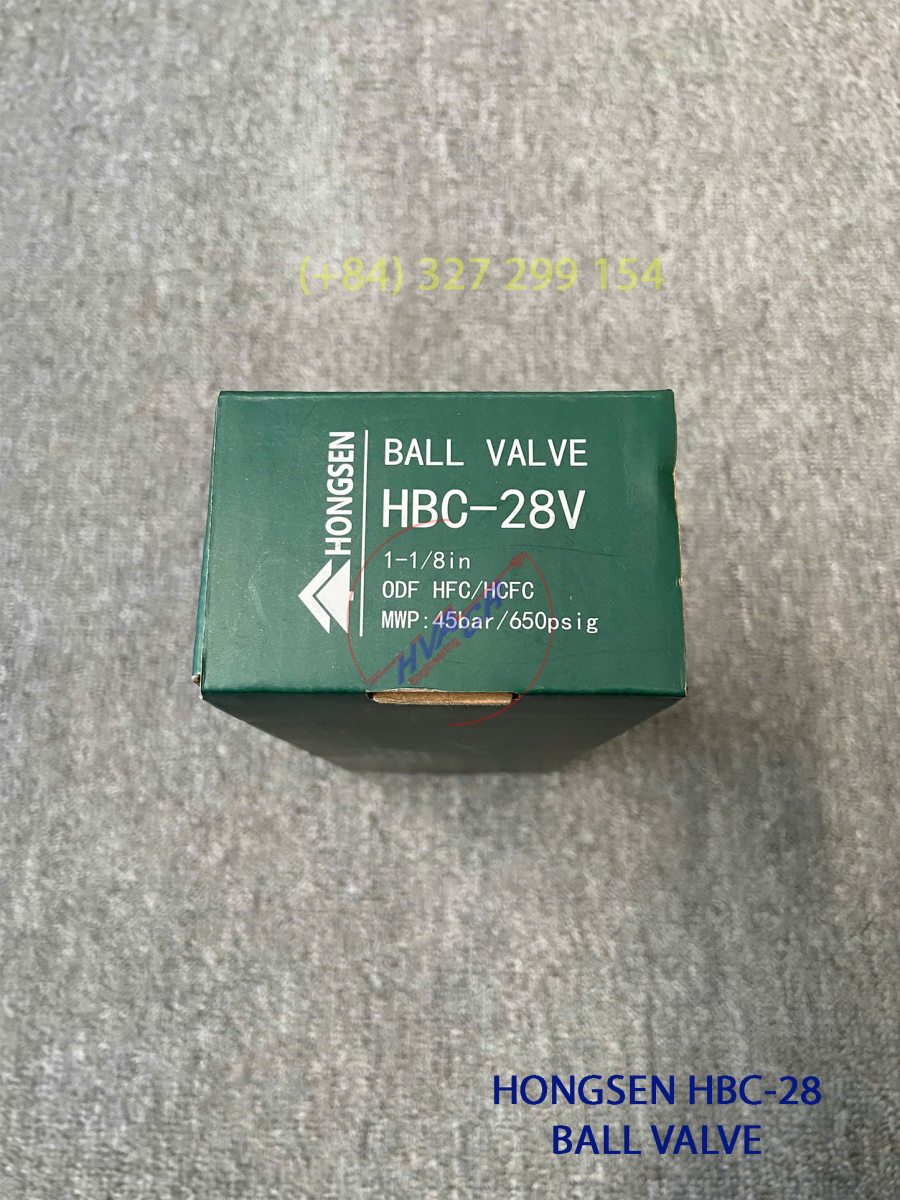 (+84) 327 299 154
HONGSEN
BALL VALVE
HBC-28V
1-1/8in
ODF HFC/HCFC
MWP:45bar/650psig
Engineering
HONGSEN HBC-28
BALL VALVE